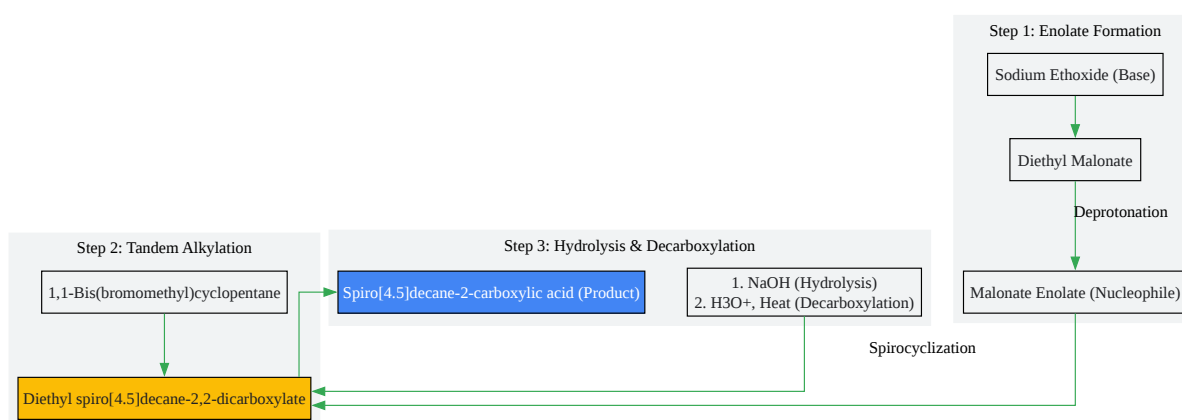 Step 1: Enolate Formation
Sodium Ethoxide (Base)
Diethyl Malonate
Deprotonation
Malonate Enolate (Nucleophile)
Step 2: Tandem Alkylation
1,1-Bis(bromomethyl)cyclopentane
Diethyl spiro[4.5]decane-2,2-dicarboxylate
Step 3: Hydrolysis & Decarboxylation
Spiro[4.5]decane-2-carboxylic acid (Product)
1. NaOH (Hydrolysis)
2. H3O+, Heat (Decarboxylation)
Spirocyclization